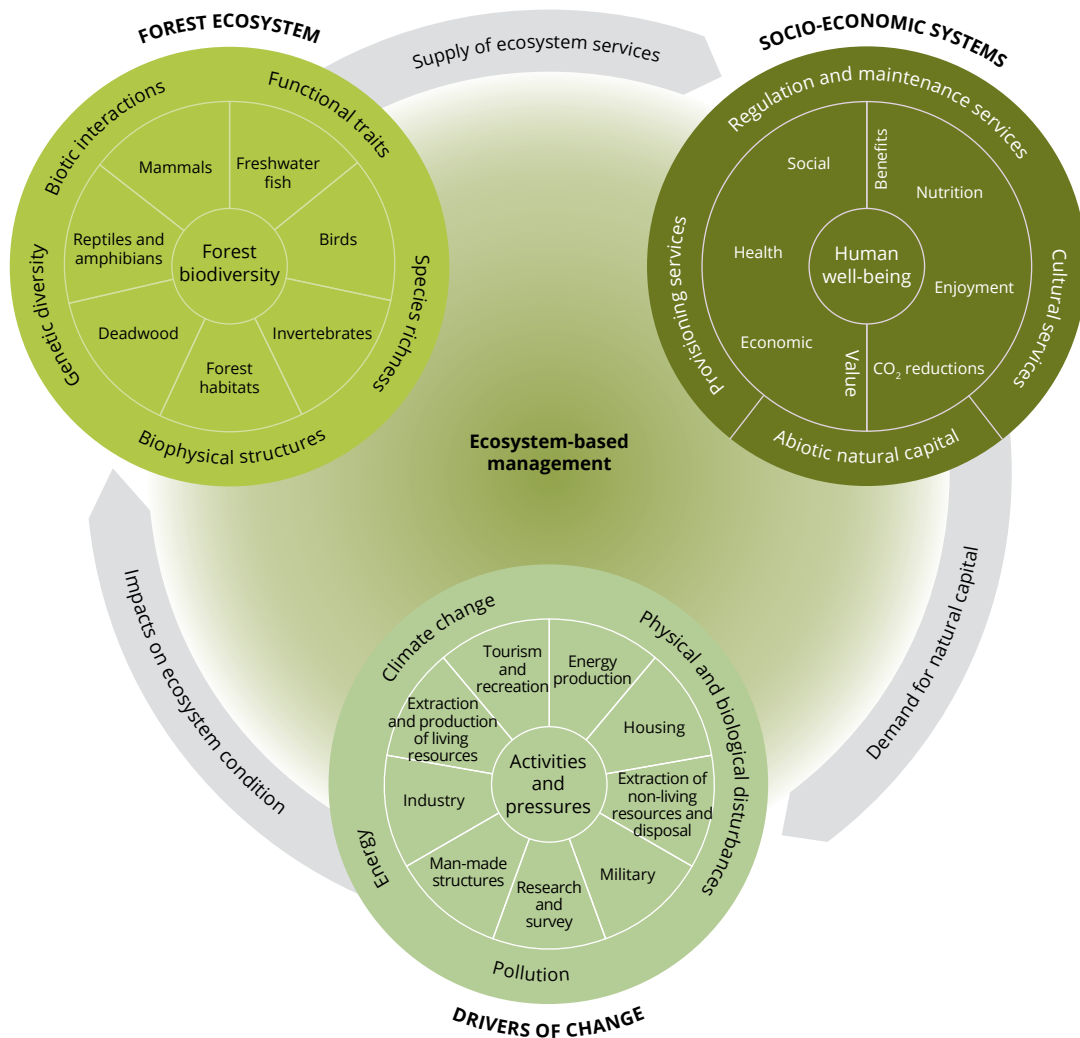 FOREST ECOSYSTEM
Supply of ecosystem services
SOCIO-ECONOMIC SYSTEMS
Biotic interactions
Functional traits
Species richness
Biophysical structures
Genetic diversity
Mammals
Freshwater
fish
Birds
Invertebrates
Forest
habitats
Deadwood
Reptiles and
amphibians
Forest
biodiversity
Regulation and maintenance services
Cultural services
Abiotic natural capital
Provisioning services
Social
Benefits
Nutrition
Health
Enjoyment
Economic
Value
CO₂ reductions
Human
well-being
Ecosystem-based
management
Impacts on ecosystem condition
Demand for natural capital
Climate change
Physical and biological disturbances
Energy
Pollution
Tourism
and
recreation
Energy
production
Housing
Extraction of
non-living
resources and
disposal
Military
Research
and
survey
Man-made
structures
Industry
Extraction
and production
of living
resources
Activities
and
pressures
DRIVERS OF CHANGE